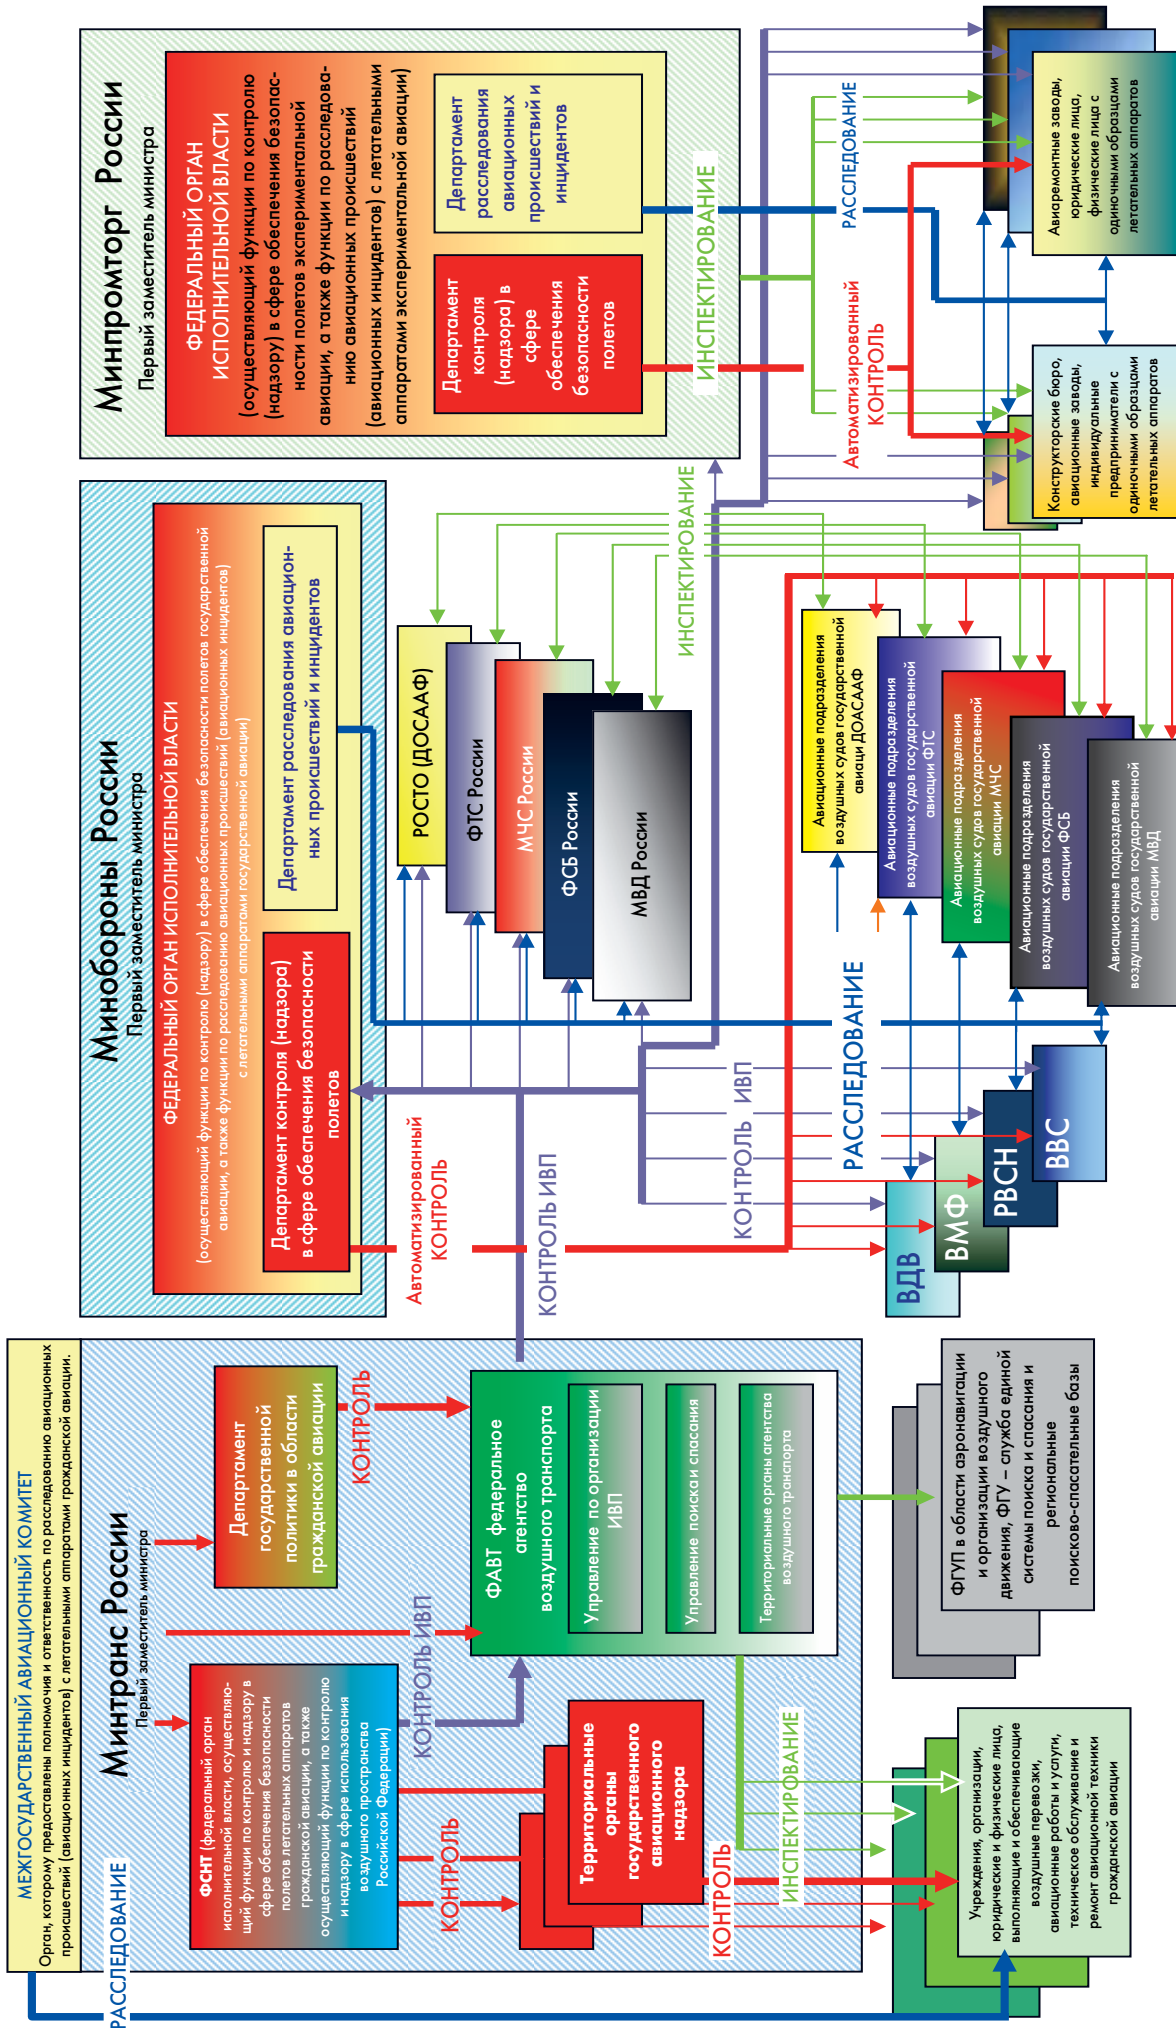 МЕЖГОСУДАРСТВЕННЫЙ АВИАЦИОННЫЙ КОМИТЕТ
Орган, которому предоставлены полномочия и ответственность по расследованию авиационных
происшествий (авиационных инцидентов) с летательными аппаратами гражданской авиации.
РАССЛЕДОВАНИЕ
Минтранс России
Первый заместитель министра
ФСНТ (федеральный орган
исполнительной власти, осуществляю-
щий функции по контролю и надзору в
сфере обеспечения безопасности
полетов летательных аппаратов
гражданской авиации, а также
осуществляющий функции по контролю
и надзору в сфере использования
воздушного пространства
Российской Федерации)
Департамент
государственной
политики в области
гражданской авиации
КОНТРОЛЬ
КОНТРОЛЬ ИВП
КОНТРОЛЬ
ФАВТ федеральное
агентство
воздушного транспорта
Управление по организации
ИВП
Управление поиска и спасания
Территориальные органы агентства
воздушного транспорта
Территориальные
органы
государственного
авиационного
надзора
КОНТРОЛЬ
ИНСПЕКТИРОВАНИЕ
Учреждения, организации,
юридические и физические лица,
выполняющие и обеспечивающие
воздушные перевозки,
авиационные работы и услуги,
техническое обслуживание и
ремонт авиационной техники
гражданской авиации
ФГУП в области аэронавигации
и организации воздушного
движения, ФГУ – служба единой
системы поиска и спасания и
региональные
поисково-спасательные базы
Минобороны России
Первый заместитель министра
ФЕДЕРАЛЬНЫЙ ОРГАН ИСПОЛНИТЕЛЬНОЙ ВЛАСТИ
(осуществляющий функции по контролю (надзору) в сфере обеспечения безопасности полетов государственной
авиации, а также функции по расследованию авиационных происшествий (авиационных инцидентов)
с летательными аппаратами государственной авиации)
Департамент контроля (надзора)
в сфере обеспечения безопасности
полетов
Департамент расследования авиацион-
ных происшествий и инцидентов
Автоматизированный
КОНТРОЛЬ
КОНТРОЛЬ ИВП
РОСТО (ДОСААФ)
ФТС России
МЧС России
ФСБ России
МВД России
ИНСПЕКТИРОВАНИЕ
КОНТРОЛЬ ИВП
РАССЛЕДОВАНИЕ
ВДВ
ВМФ
РВСН
ВВС
Авиационные подразделения
воздушных судов государственной
авиаци ДОАСААФ
Авиационные подразделения
воздушных судов государственной
авиации ФТС
Авиационные подразделения
воздушных судов государственной
авиации МЧС
Авиационные подразделения
воздушных судов государственной
авиации ФСБ
Авиационные подразделения
воздушных судов государственной
авиации МВД
Минпромторг России
Первый заместитель министра
ФЕДЕРАЛЬНЫЙ ОРГАН
ИСПОЛНИТЕЛЬНОЙ ВЛАСТИ
(осуществляющий функции по контролю
(надзору) в сфере обеспечения безопас-
ности полетов экспериментальной
авиации, а также функции по расследова-
нию авиационных происшествий
(авиационных инцидентов) с летательными
аппаратами экспериментальной авиации)
Департамент
контроля
(надзора) в
сфере
обеспечения
безопасности
полетов
Департамент
расследования
авиационных
происшествий и
инцидентов
ИНСПЕКТИРОВАНИЕ
Автоматизированный
КОНТРОЛЬ
РАССЛЕДОВАНИЕ
Конструкторские бюро,
авиационные заводы,
индивидуальные
предприниматели с
одиночными образцами
летательных аппаратов
Авиаремонтные заводы,
юридические лица,
физические лица с
одиночными образцами
летательных аппаратов